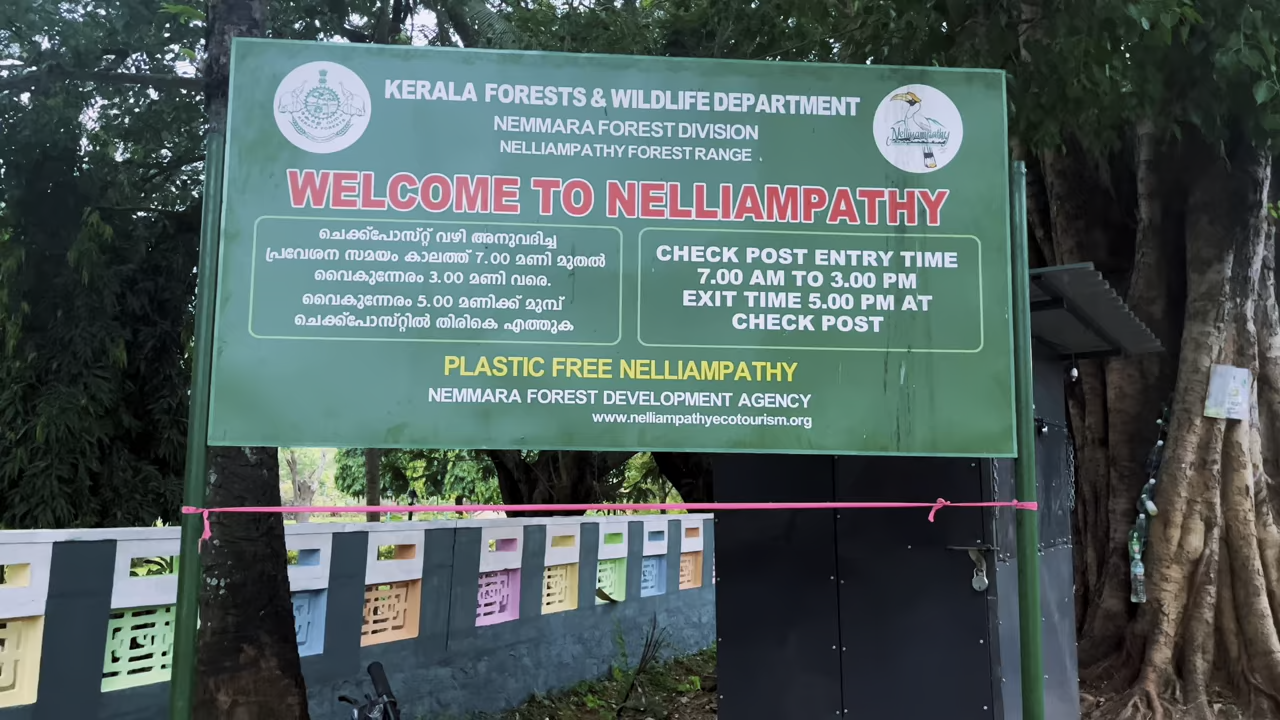 KERALA FORESTS & WILDLIFE DEPARTMENT
NEMMARA FOREST DIVISION
NELLIAMPATHY FOREST RANGE
Nelliyampathy
WELCOME TO NELLIAMPATHY
ചെക്ക്പോസ്റ്റ് വഴി അനുവദിച്ച
പ്രവേശന സമയം കാലത്ത് 7.00 മണി മുതൽ
വൈകുന്നേരം 3.00 മണി വരെ.
വൈകുന്നേരം 5.00 മണിക്ക് മുമ്പ്
ചെക്ക്പോസ്റ്റിൽ തിരികെ എത്തുക
CHECK POST ENTRY TIME
7.00 AM TO 3.00 PM
EXIT TIME 5.00 PM AT
CHECK POST
PLASTIC FREE NELLIAMPATHY
NEMMARA FOREST DEVELOPMENT AGENCY
www.nelliampathyecotourism.org